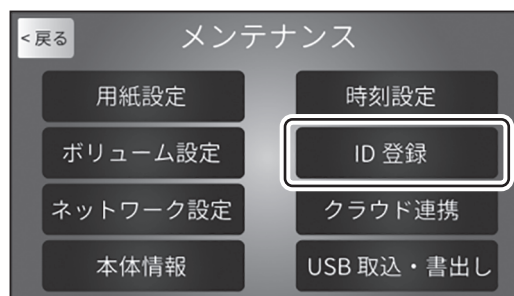 <戻る
メンテナンス
用紙設定
時刻設定
ボリューム設定
ID 登録
ネットワーク設定
クラウド連携
本体情報
USB 取込・書出し